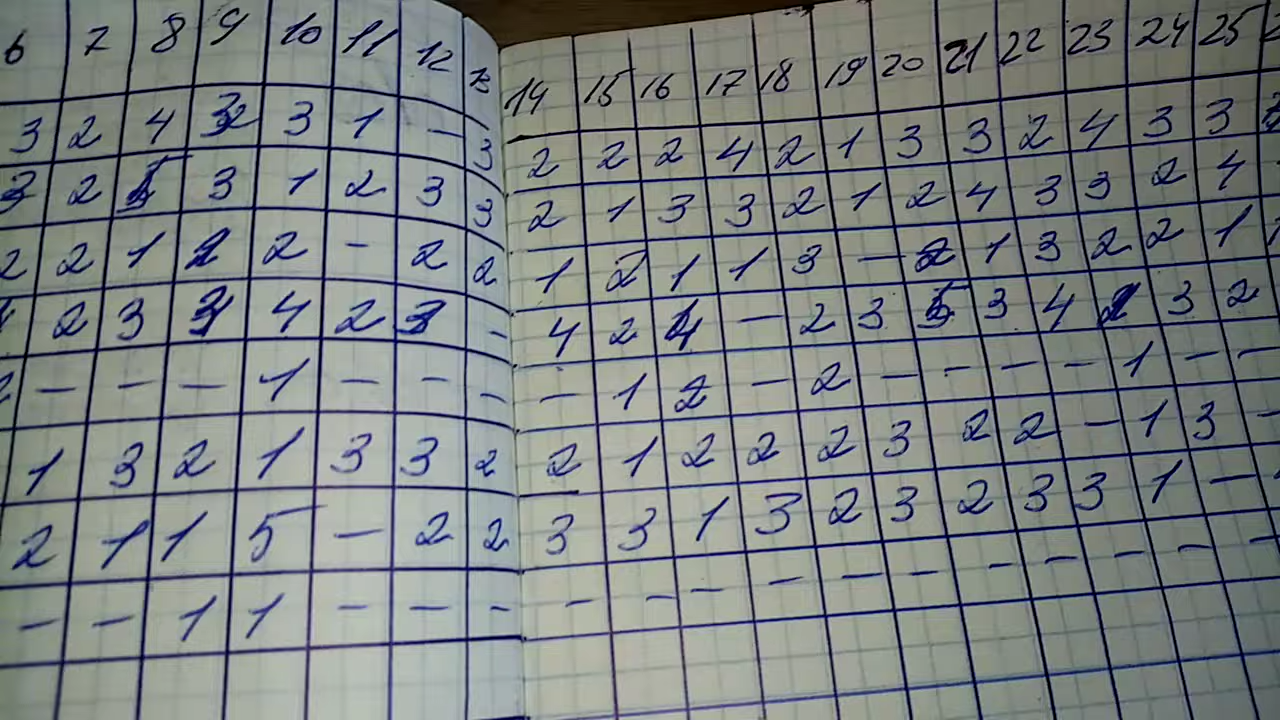 6 7 8 9 10 11 12 13 14 15 16 17 18 19 20 21 22 23 24 25
3 2 4 3 1 - 3 2 2 2 4 2 1 3 3 2 4 3 3
2 3 1 2 3 3 2 1 3 3 2 1 2 4 3 3 2 4
2 2 1 2 2 - 2 2 1 2 1 1 3 - 2 1 3 2 2 1
2 3 4 2 3 - 4 2 4 - 2 3 5 3 4 3 2
- - - 1 - - - - 1 2 - 2 - - - - 1 - -
1 3 2 1 3 3 2 2 1 2 2 2 3 2 2 - 1 3 -
2 1 1 5 - 2 2 3 3 1 3 2 3 2 3 3 1 -
- - 1 1 - - - - - - - - - - - - - -